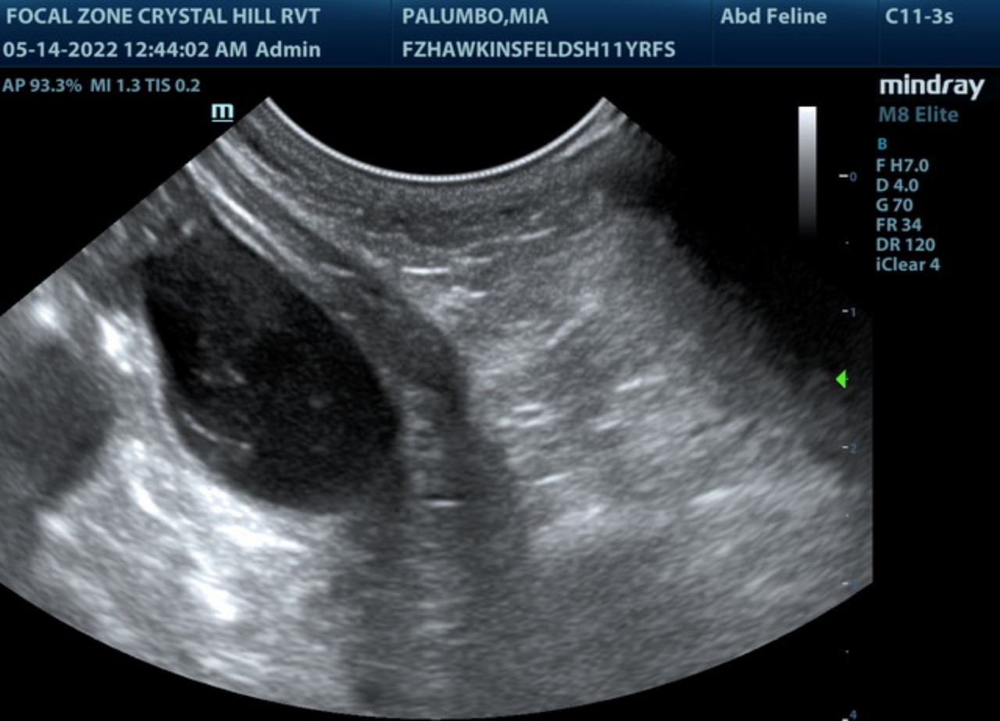 FOCAL ZONE CRYSTAL HILL RVT PALUMBO,MIA Abd Feline C11-3s
05-14-2022 12:44:02 AM Admin FZHAWKINSFELDSH11YRFS
AP 93.3% MI 1.3 TIS 0.2
mindray
m
M8 Elite
B
F H7.0
0
D 4.0
G 70
FR 34
DR 120
iClear 4
1
2
4